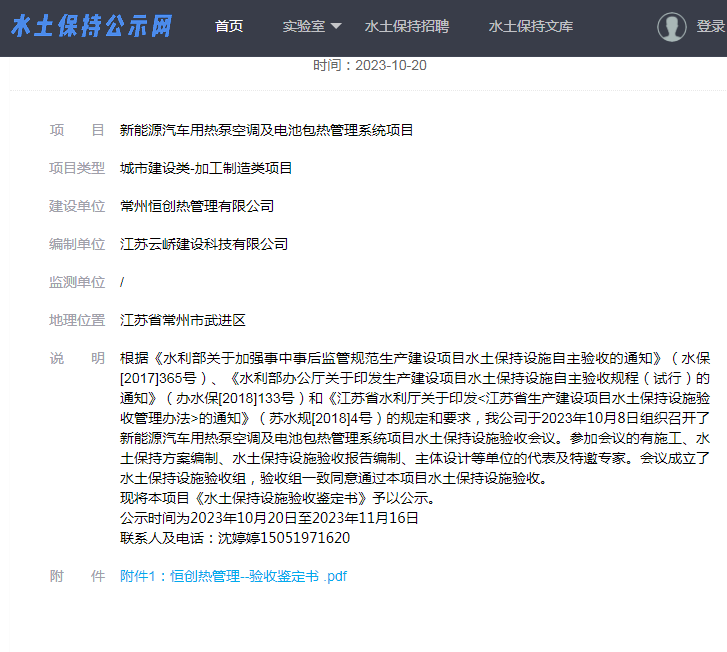 水土保持公示网 首页 实验室 水土保持招聘 水土保持文库 登录
时间：2023-10-20
项 目 新能源汽车用热泵空调及电池包热管理系统项目
项目类型 城市建设类-加工制造类项目
建设单位 常州恒创热管理有限公司
编制单位 江苏云峤建设科技有限公司
监测单位 /
地理位置 江苏省常州市武进区
说 明 根据《水利部关于加强事中事后监管规范生产建设项目水土保持设施自主验收的通知》（水保
[2017]365号）、《水利部办公厅关于印发生产建设项目水土保持设施自主验收规程（试行）的
通知》（办水保[2018]133号）和《江苏省水利厅关于印发<江苏省生产建设项目水土保持设施验
收管理办法>的通知》（苏水规[2018]4号）的规定和要求，我公司于2023年10月8日组织召开了
新能源汽车用热泵空调及电池包热管理系统项目水土保持设施验收会议。参加会议的有施工、水
土保持方案编制、水土保持设施验收报告编制、主体设计等单位的代表及特邀专家。会议成立了
水土保持设施验收组，验收组一致同意通过本项目水土保持设施验收。
现将本项目《水土保持设施验收鉴定书》予以公示。
公示时间为2023年10月20日至2023年11月16日
联系人及电话：沈婷婷15051971620
附 件 附件1：恒创热管理--验收鉴定书 .pdf